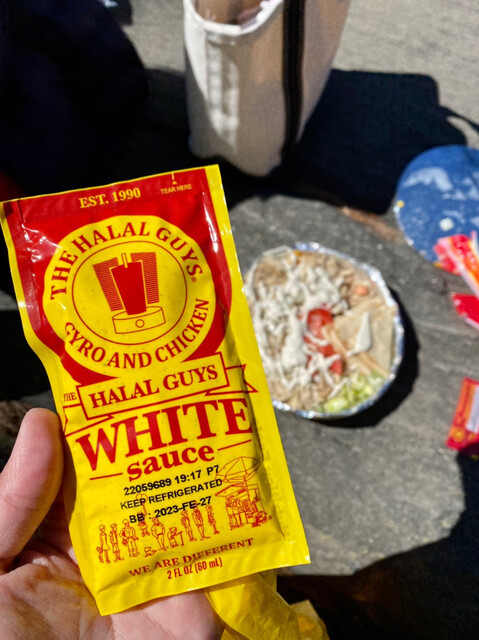 EST. 1990
TEAR HERE
THE HALAL GUYS®
GYRO AND CHICKEN
THE HALAL GUYS
WHITE
sauce
22059689 19:17 P7
KEEP REFRIGERATED
BB : 2023-FE-27
WE ARE DIFFERENT
2 FL OZ (60 mL)